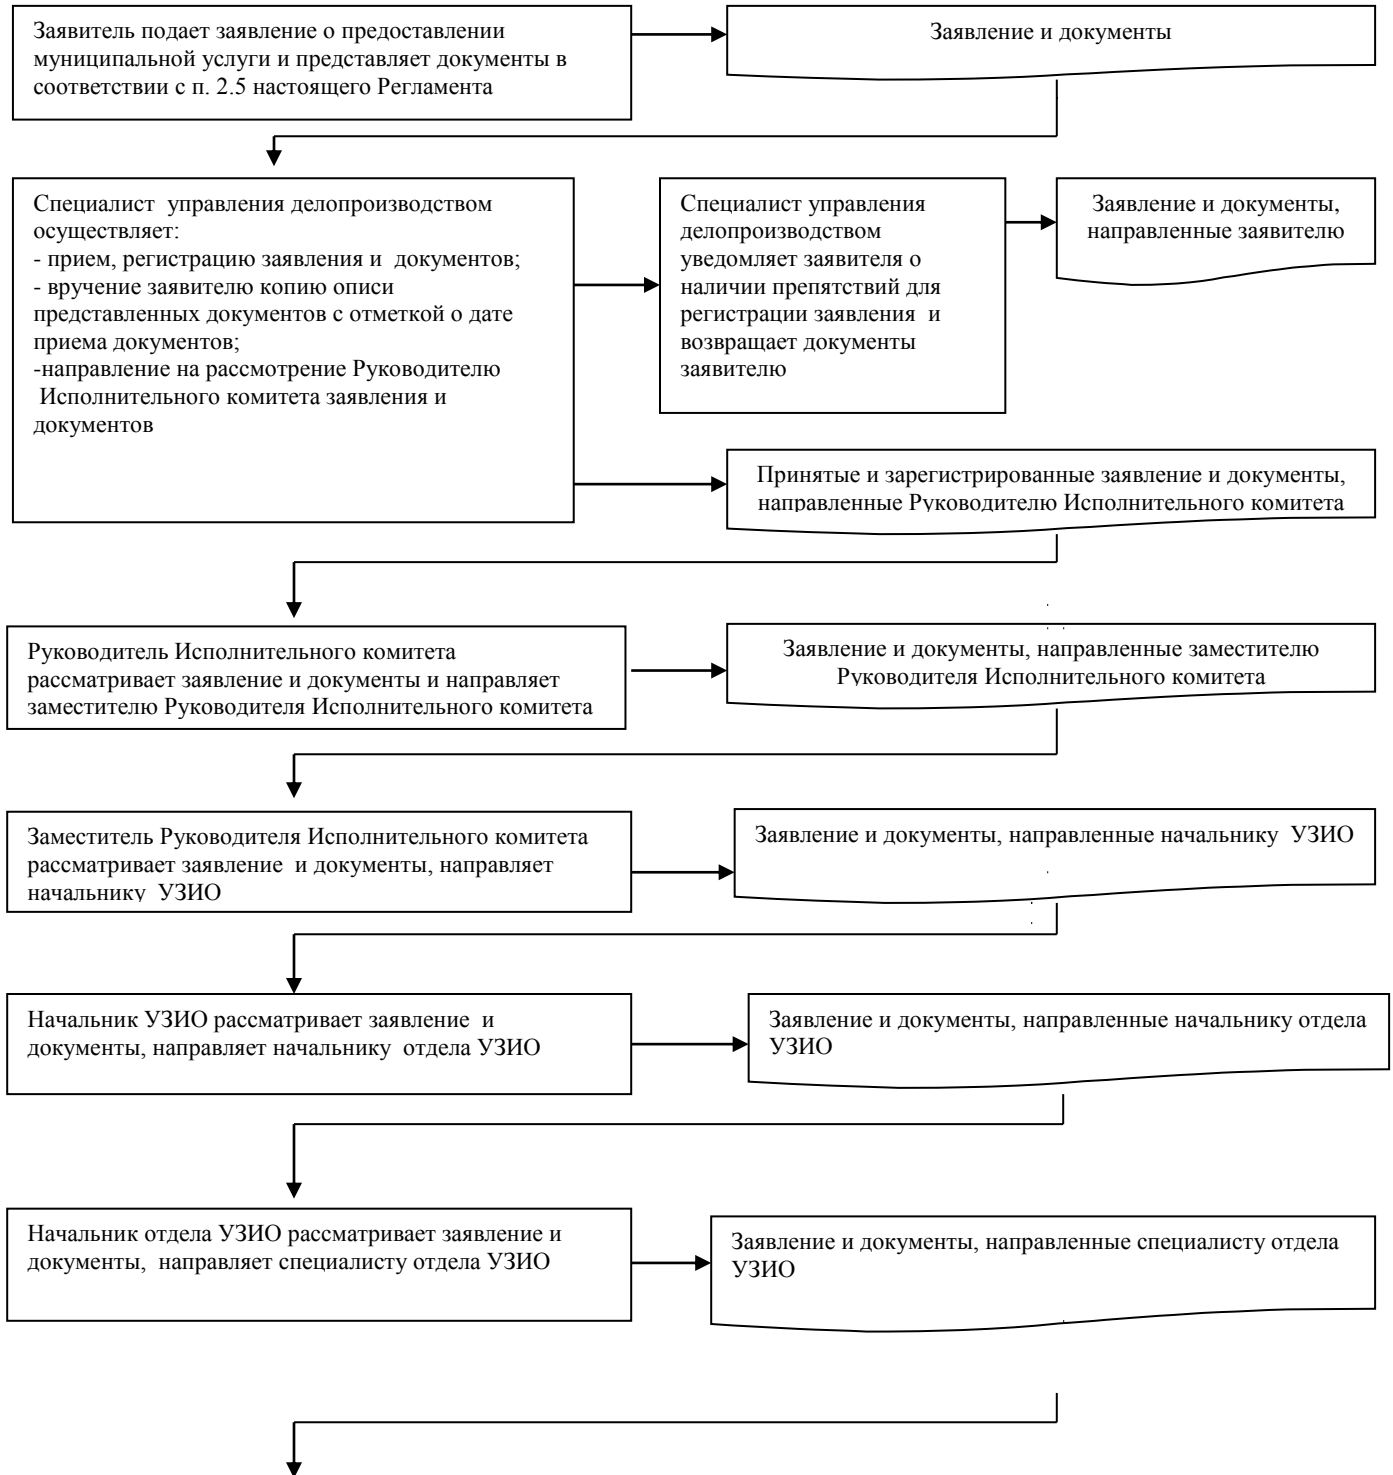 Заявитель подает заявление о предоставлении
муниципальной услуги и представляет документы в
соответствии с п. 2.5 настоящего Регламента
Заявление и документы
Специалист  управления делопроизводством
осуществляет:
- прием, регистрацию заявления и  документов;
- вручение заявителю копию описи
представленных документов с отметкой о дате
приема документов;
-направление на рассмотрение Руководителю
Исполнительного комитета заявления и
документов
Специалист управления
делопроизводством
уведомляет заявителя о
наличии препятствий для
регистрации заявления  и
возвращает документы
заявителю
Заявление и документы,
направленные заявителю
Принятые и зарегистрированные заявление и документы,
направленные Руководителю Исполнительного комитета
Руководитель Исполнительного комитета
рассматривает заявление и документы и направляет
заместителю Руководителя Исполнительного комитета
Заявление и документы, направленные заместителю
Руководителя Исполнительного комитета
Заместитель Руководителя Исполнительного комитета
рассматривает заявление  и документы, направляет
начальнику  УЗИО
Заявление и документы, направленные начальнику  УЗИО
Начальник УЗИО рассматривает заявление  и
документы, направляет начальнику  отдела УЗИО
Заявление и документы, направленные начальнику отдела
УЗИО
Начальник отдела УЗИО рассматривает заявление и
документы,  направляет специалисту отдела УЗИО
Заявление и документы, направленные специалисту отдела
УЗИО